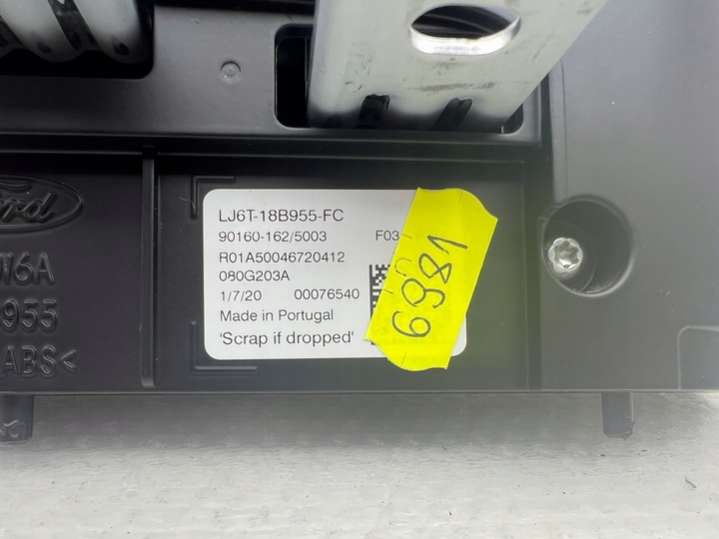 Ford
LJ6T-18B955-FC
90160-162/5003 F03
R01A50046720412
080G203A
1/7/20 00076540
Made in Portugal
'Scrap if dropped'
6981
955
ABS<